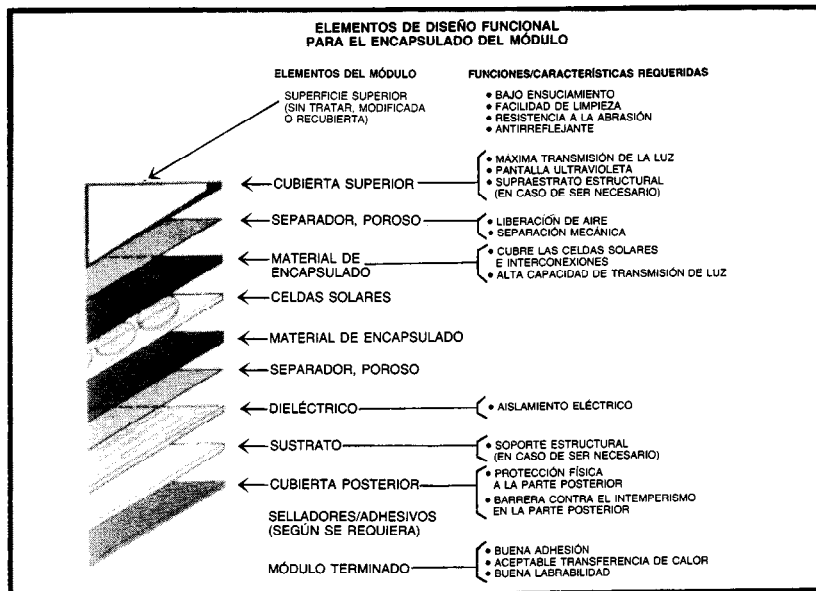 ELEMENTOS DE DISEÑO FUNCIONAL
PARA EL ENCAPSULADO DEL MÓDULO
ELEMENTOS DEL MÓDULO
FUNCIONES/CARACTERÍSTICAS REQUERIDAS
SUPERFICIE SUPERIOR
(SIN TRATAR, MODIFICADA
O RECUBIERTA)
• BAJO ENSUCIAMIENTO
• FACILIDAD DE LIMPIEZA
• RESISTENCIA A LA ABRASIÓN
• ANTIRREFLEJANTE
CUBIERTA SUPERIOR
• MÁXIMA TRANSMISIÓN DE LA LUZ
• PANTALLA ULTRAVIOLETA
• SUPRAESTRATO ESTRUCTURAL
(EN CASO DE SER NECESARIO)
SEPARADOR, POROSO
• LIBERACIÓN DE AIRE
• SEPARACIÓN MECÁNICA
MATERIAL DE
ENCAPSULADO
• CUBRE LAS CELDAS SOLARES
E INTERCONEXIONES
• ALTA CAPACIDAD DE TRANSMISIÓN DE LUZ
CELDAS SOLARES
MATERIAL DE ENCAPSULADO
SEPARADOR, POROSO
DIELÉCTRICO
• AISLAMIENTO ELÉCTRICO
SUSTRATO
• SOPORTE ESTRUCTURAL
(EN CASO DE SER NECESARIO)
CUBIERTA POSTERIOR
• PROTECCIÓN FÍSICA
A LA PARTE POSTERIOR
• BARRERA CONTRA EL INTEMPERISMO
EN LA PARTE POSTERIOR
SELLADORES/ADHESIVOS
(SEGÚN SE REQUIERA)
MÓDULO TERMINADO
• BUENA ADHESIÓN
• ACEPTABLE TRANSFERENCIA DE CALOR
• BUENA LABRABILIDAD